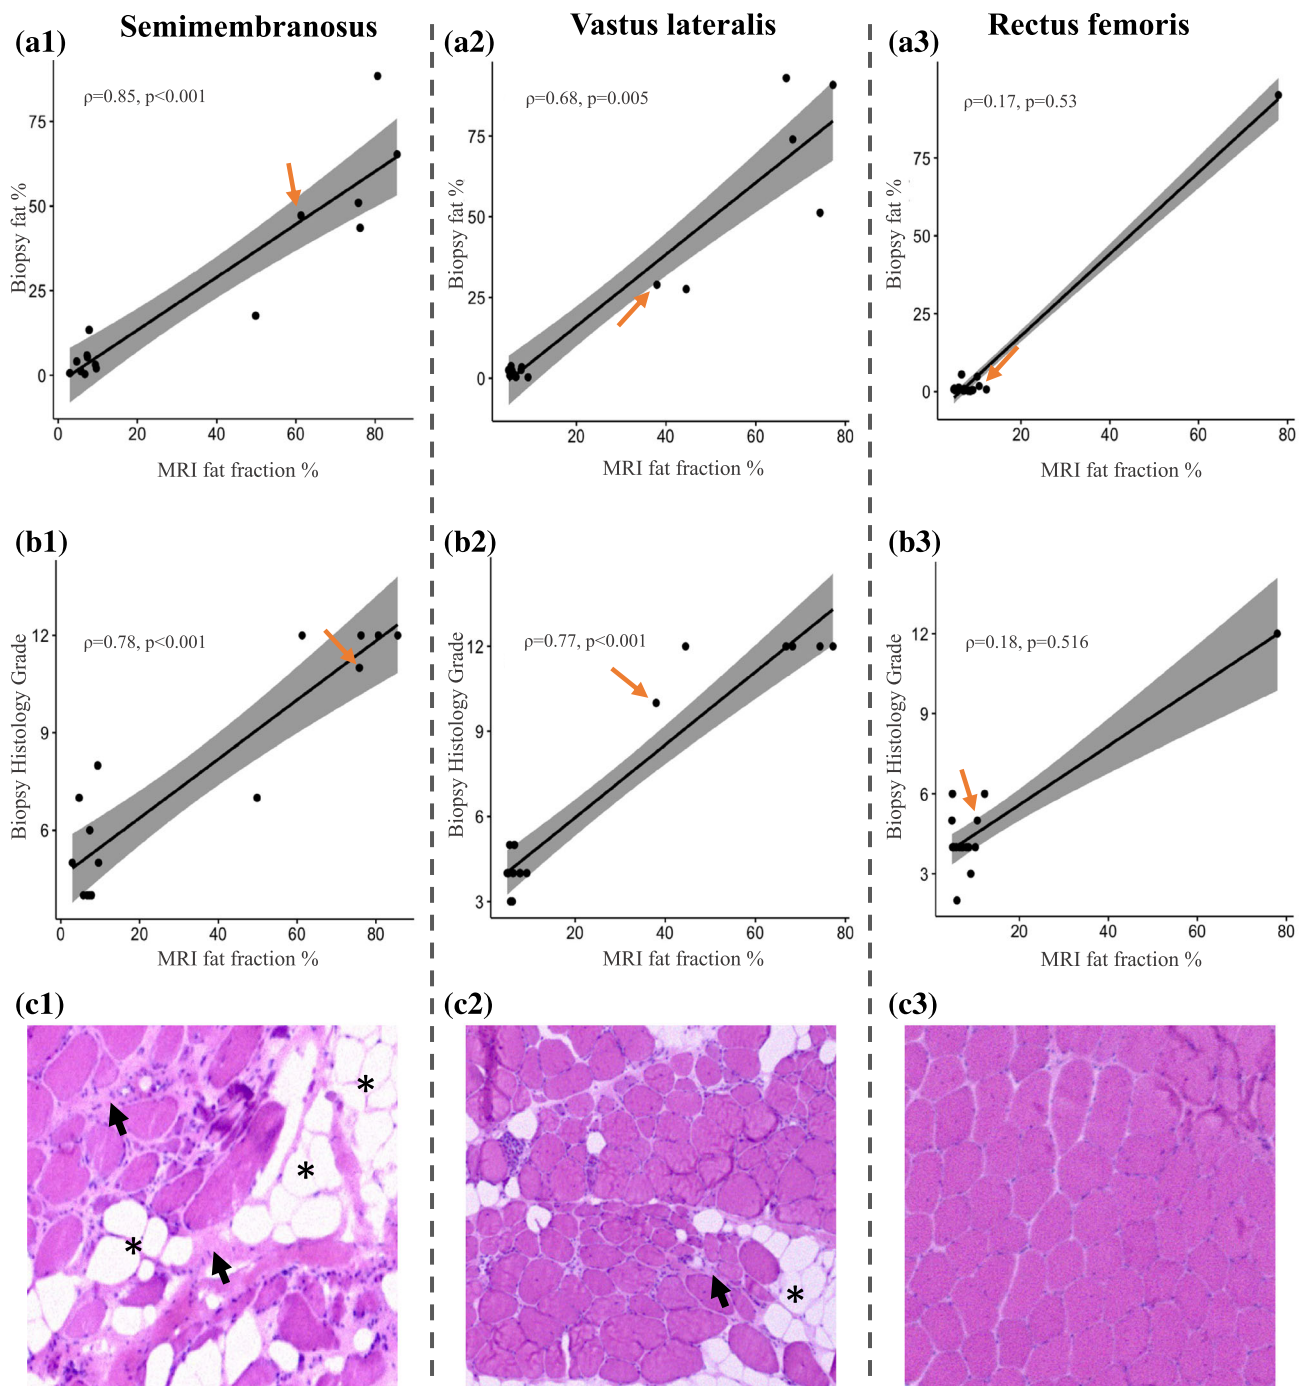 Semimembranosus
Vastus lateralis
Rectus femoris
(a1)
ρ=0.85, p<0.001
Biopsy fat %
75
50
25
0
0 20 40 60 80
MRI fat fraction %
(a2)
ρ=0.68, p=0.005
Biopsy fat %
75
50
25
0
20 40 60 80
MRI fat fraction %
(a3)
ρ=0.17, p=0.53
Biopsy fat %
75
50
25
0
20 40 60 80
MRI fat fraction %
(b1)
ρ=0.78, p<0.001
Biopsy Histology Grade
12
9
6
0 20 40 60 80
MRI fat fraction %
(b2)
ρ=0.77, p<0.001
Biopsy Histology Grade
12
9
6
3
20 40 60 80
MRI fat fraction %
(b3)
ρ=0.18, p=0.516
Biopsy Histology Grade
12
9
6
3
20 40 60 80
MRI fat fraction %
(c1)
*
*
*
(c2)
*
(c3)